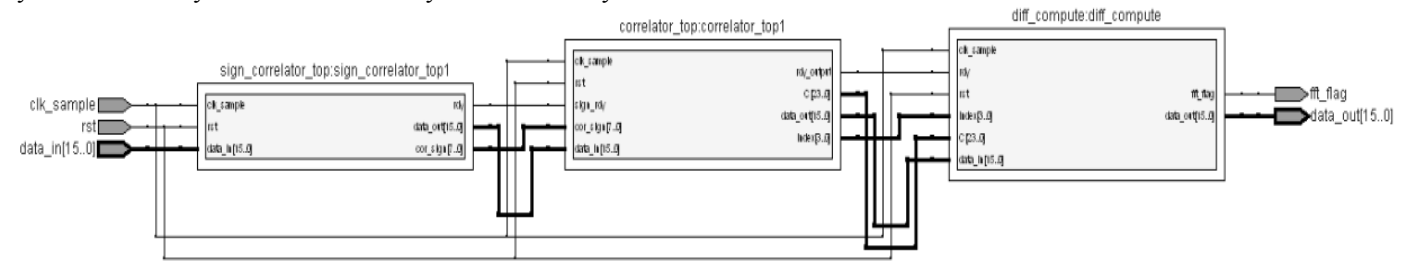 diff_compute:diff_compute
correlator_top:correlator_top1
sign_correlator_top:sign_correlator_top1
clk_sample
rst
data_in[15..0]
clk_sample
rst
data_in[15..0]
rdy
data_out[15..0]
cor_sign[7..0]
clk_sample
rst
sign_rdy
cor_sign[7..0]
data_in[15..0]
rdy_output
C[23..0]
data_out[15..0]
index[3..0]
clk_sample
rdy
rst
index[3..0]
C[23..0]
data_in[15..0]
fft_flag
data_out[15..0]
fft_flag
data_out[15..0]